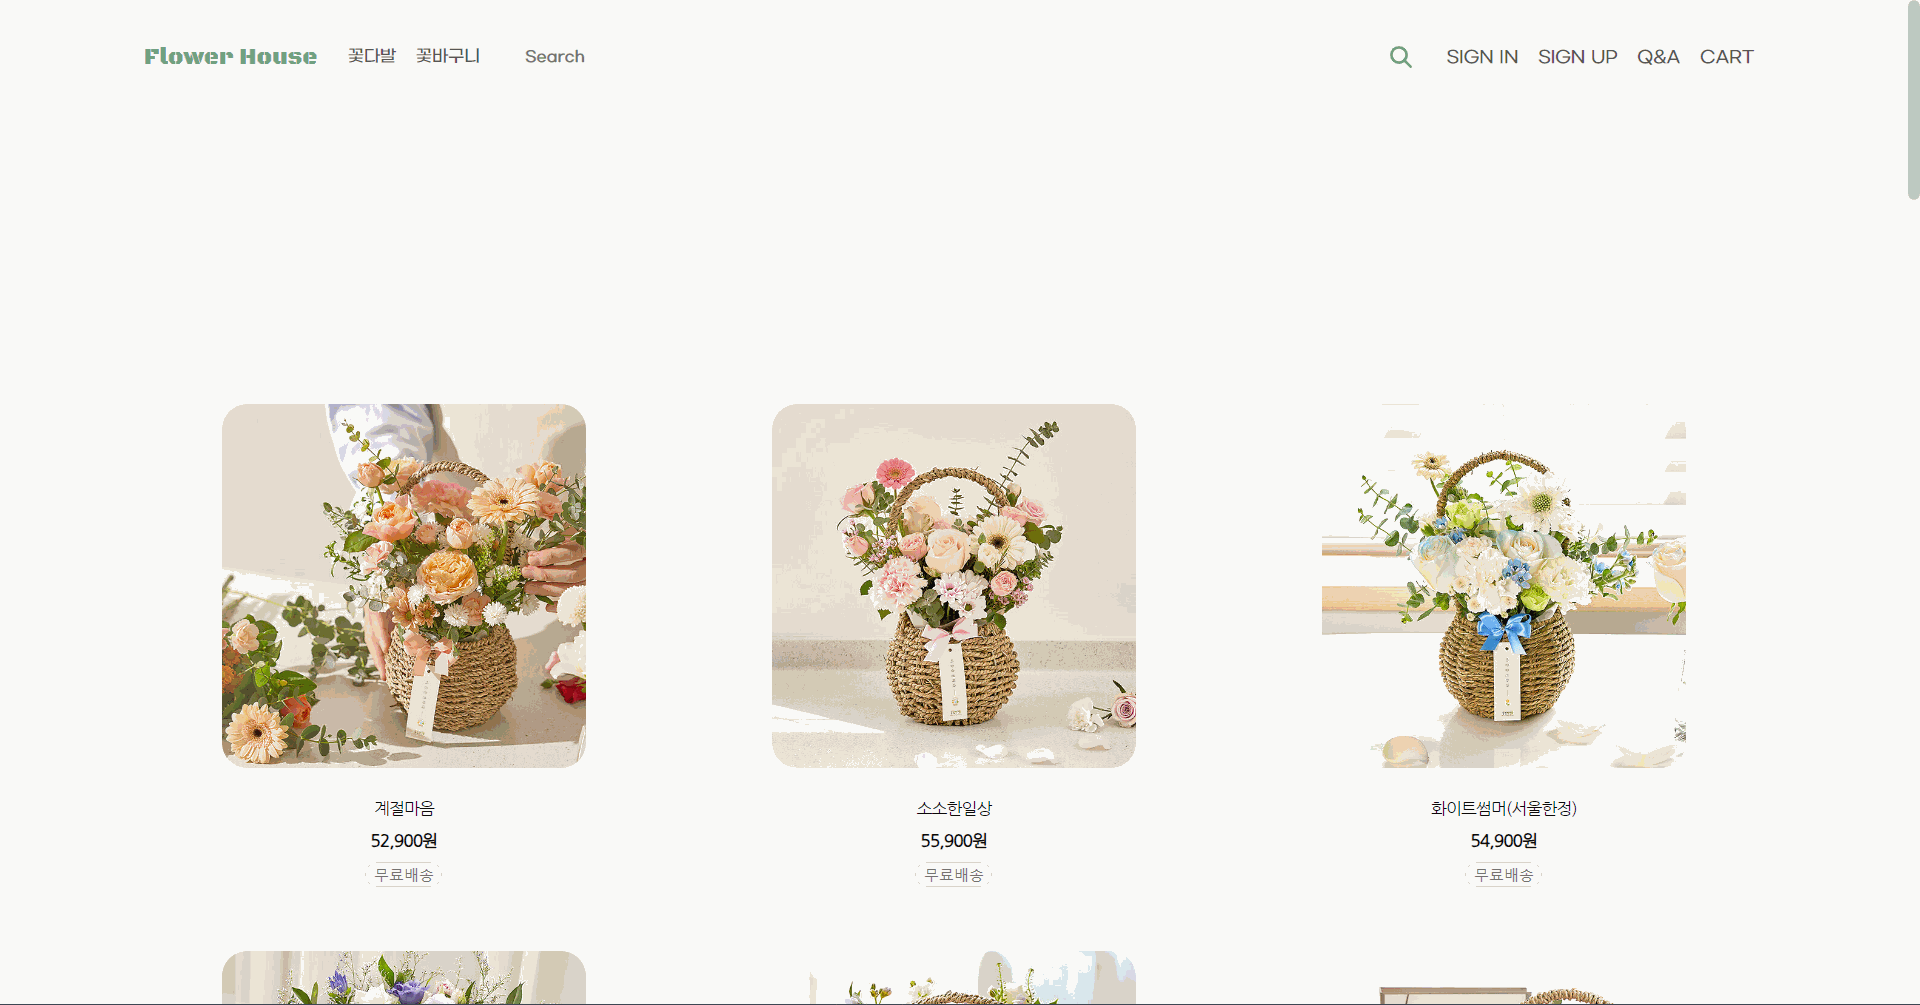 Flower House 꽃다발 꽃바구니 Search SIGN IN SIGN UP Q&A CART
계절마음
52,900원
무료배송
소소한일상
55,900원
무료배송
화이트썸머(서울한정)
54,900원
무료배송